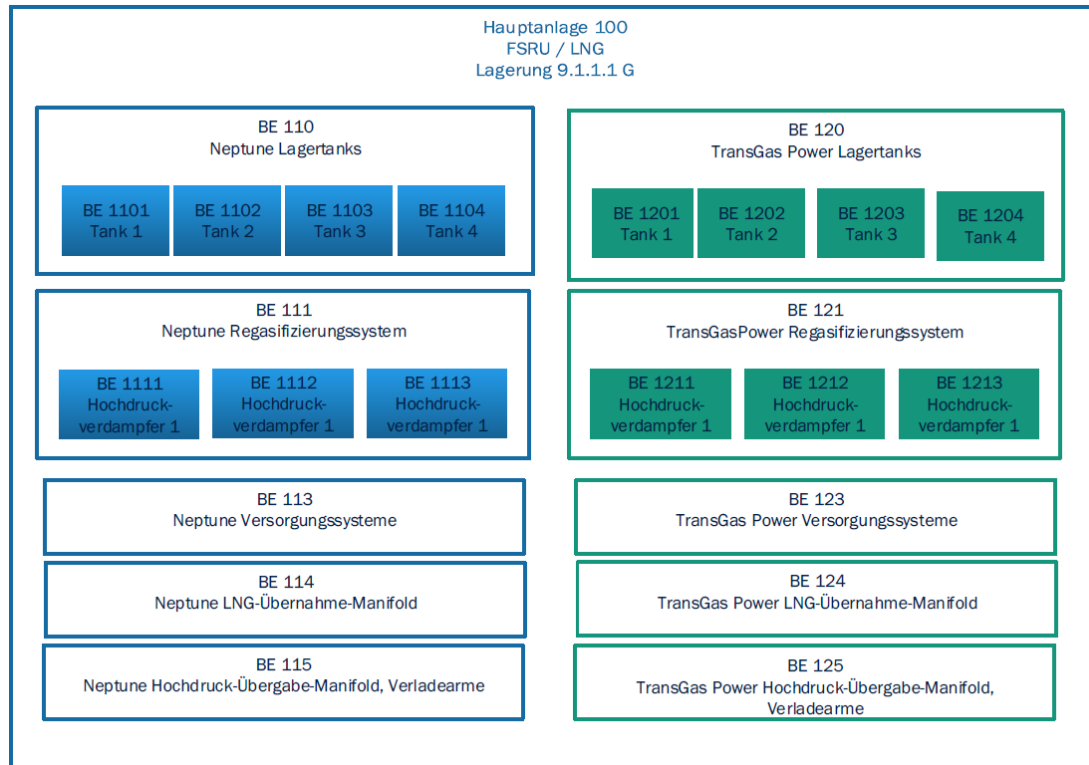 Hauptanlage 100
FSRU / LNG
Lagerung 9.1.1.1 G
BE 110
Neptune Lagertanks
BE 1101
Tank 1
BE 1102
Tank 2
BE 1103
Tank 3
BE 1104
Tank 4
BE 120
TransGas Power Lagertanks
BE 1201
Tank 1
BE 1202
Tank 2
BE 1203
Tank 3
BE 1204
Tank 4
BE 111
Neptune Regasifizierungssystem
BE 1111
Hochdruck-
verdampfer 1
BE 1112
Hochdruck-
verdampfer 1
BE 1113
Hochdruck-
verdampfer 1
BE 121
TransGasPower Regasifizierungssystem
BE 1211
Hochdruck-
verdampfer 1
BE 1212
Hochdruck-
verdampfer 1
BE 1213
Hochdruck-
verdampfer 1
BE 113
Neptune Versorgungssysteme
BE 123
TransGas Power Versorgungssysteme
BE 114
Neptune LNG-Übernahme-Manifold
BE 124
TransGas Power LNG-Übernahme-Manifold
BE 115
Neptune Hochdruck-Übergabe-Manifold, Verladearme
BE 125
TransGas Power Hochdruck-Übergabe-Manifold,
Verladearme